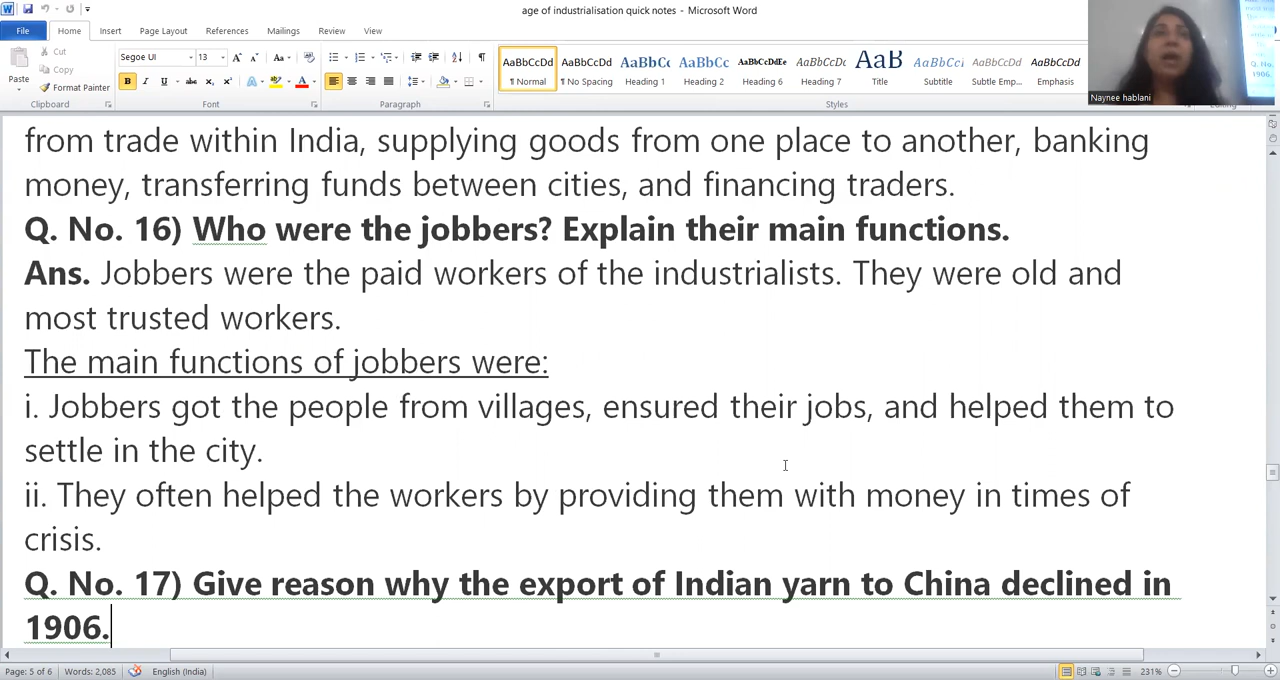 age of industrialisation quick notes - Microsoft Word
File Home Insert Page Layout References Mailings Review View
Paste
Cut
Copy
Format Painter
Clipboard
Segoe UI 13
Font
Paragraph
AaBbCcDd AaBbCcDd AaBbCc AaBbCc AaBbCcDdEe AaBbCcDd AaB AaBbCcI AaBbCcDd AaBbCcDd
¶ Normal ¶ No Spacing Heading 1 Heading 2 Heading 6 Heading 7 Title Subtitle Subtle Emp... Emphasis
Styles
Naynee hablani
Q. No.
1906.
from trade within India, supplying goods from one place to another, banking
money, transferring funds between cities, and financing traders.
Q. No. 16) Who were the jobbers? Explain their main functions.
Ans. Jobbers were the paid workers of the industrialists. They were old and
most trusted workers.
The main functions of jobbers were:
i. Jobbers got the people from villages, ensured their jobs, and helped them to
settle in the city.
ii. They often helped the workers by providing them with money in times of
crisis.
Q. No. 17) Give reason why the export of Indian yarn to China declined in
1906.
Page: 5 of 6 Words: 2,085 English (India) 231%